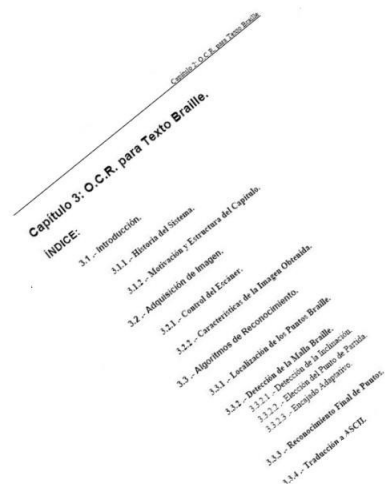 Capítulo 2: O.C.R. para Texto Braille.
Capítulo 3: O.C.R. para Texto Braille.
ÍNDICE:
3.1 .- Introducción.
3.1.1 .- Historia del Sistema.
3.1.2 .- Motivación y Estructura del Capítulo.
3.2 .- Adquisición de Imagen.
3.2.1 .- Control del Escáner.
3.2.2 .- Características de la Imagen Obtenida.
3.3 .- Algoritmos de Reconocimiento.
3.3.1 .- Localización de los Puntos Braille.
3.3.2 .- Detección de la Malla Braille.
3.3.2.1 .- Detección de la Inclinación.
3.3.2.2 .- Elección del Punto de Partida.
3.3.2.3 .- Encajado Adaptativo.
3.3.3 .- Reconocimiento Final de Puntos.
3.3.4 .- Traducción a ASCII.